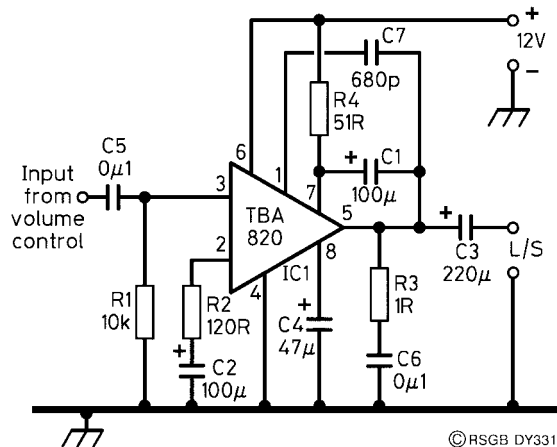 +
12V
−
C7
680p
R4
51R
6
1
C5
0µ1
Input
from
volume
control
3
7
+
C1
100µ
TBA
820
5
+
C3
220µ
L/S
2
8
IC1
4
R1
10k
R2
120R
+
C2
100µ
+
C4
47µ
R3
1R
C6
0µ1
©RSGB DY331